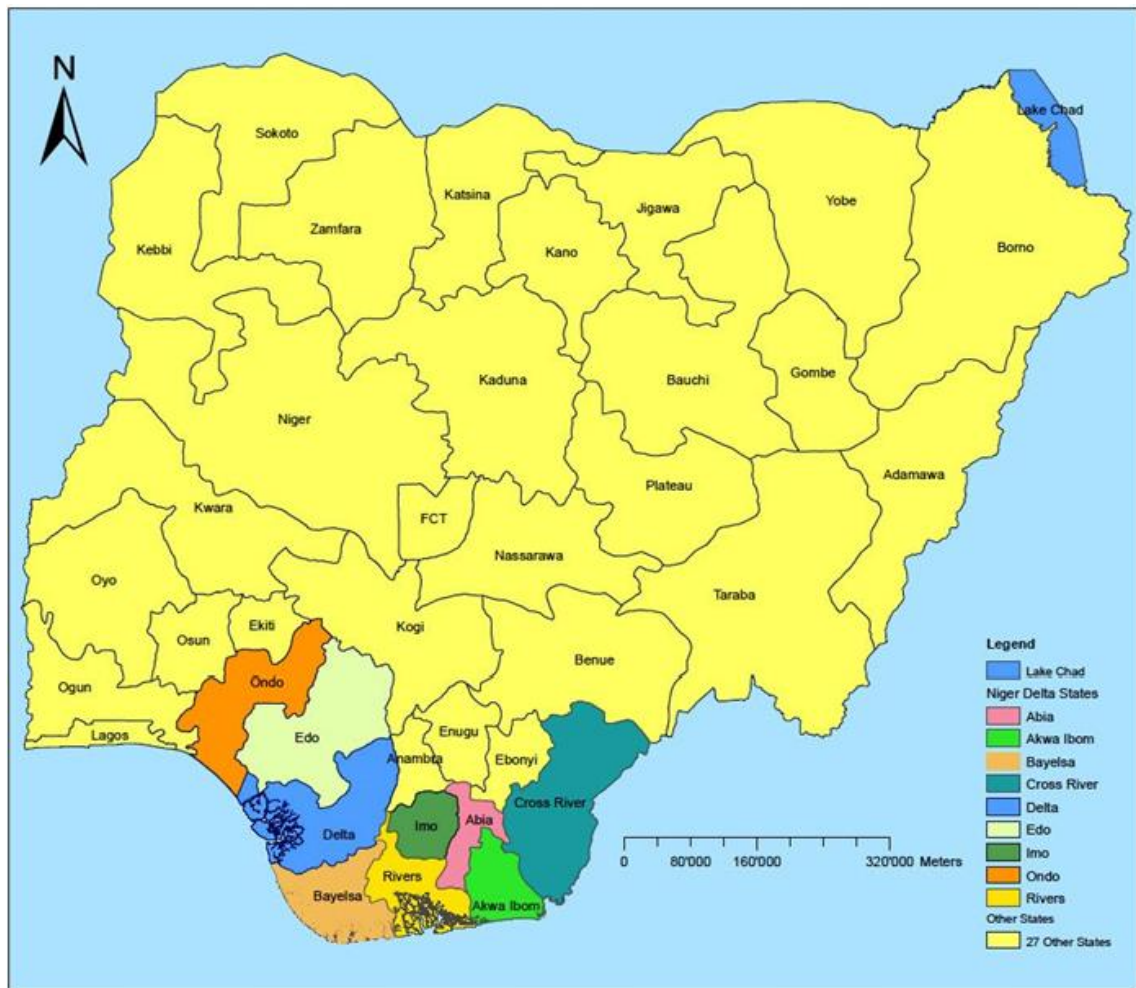 N
Lake Chad
Sokoto
Katsina
Jigawa
Yobe
Zamfara
Kano
Kebbi
Borno
Kaduna
Bauchi
Gombe
Niger
Adamawa
Plateau
Kwara
FCT
Nassarawa
Oyo
Taraba
Ekiti
Kogi
Osun
Benue
Ondo
Ogun
Lagos
Edo
Enugu
Anambra
Ebonyi
Cross River
Delta
Imo
Abia
Rivers
Bayelsa
Akwa Ibom
0 80'000 160'000 320'000 Meters
Legend
Lake Chad
Niger Delta States
Abia
Akwa Ibom
Bayelsa
Cross River
Delta
Edo
Imo
Ondo
Rivers
Other States
27 Other States